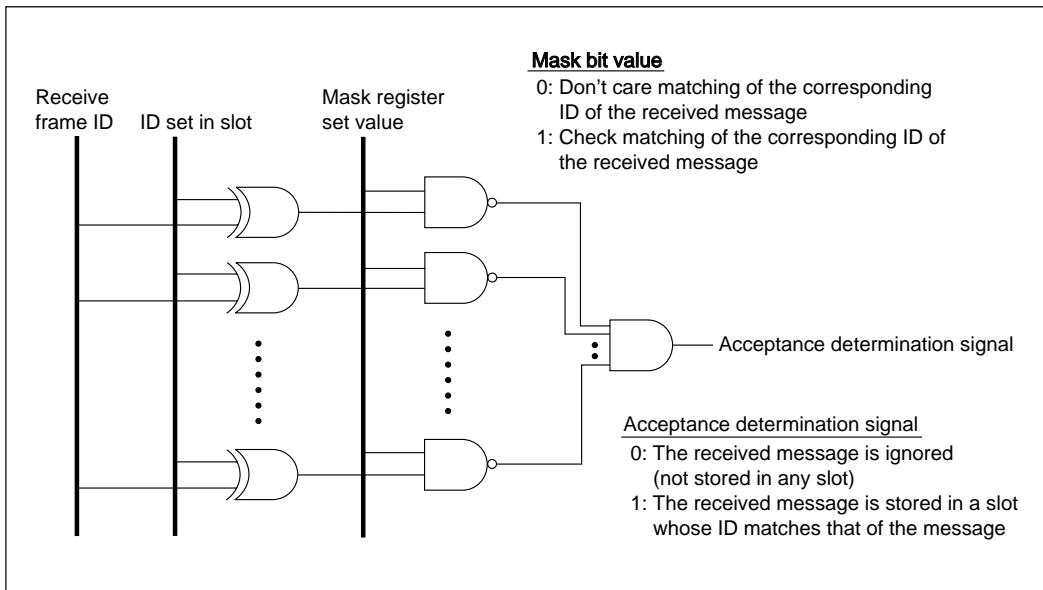 Mask bit value
0: Don't care matching of the corresponding
ID of the received message
1: Check matching of the corresponding ID of
the received message
Receive
frame ID
ID set in slot
Mask register
set value
Acceptance determination signal
Acceptance determination signal
0: The received message is ignored
(not stored in any slot)
1: The received message is stored in a slot
whose ID matches that of the message